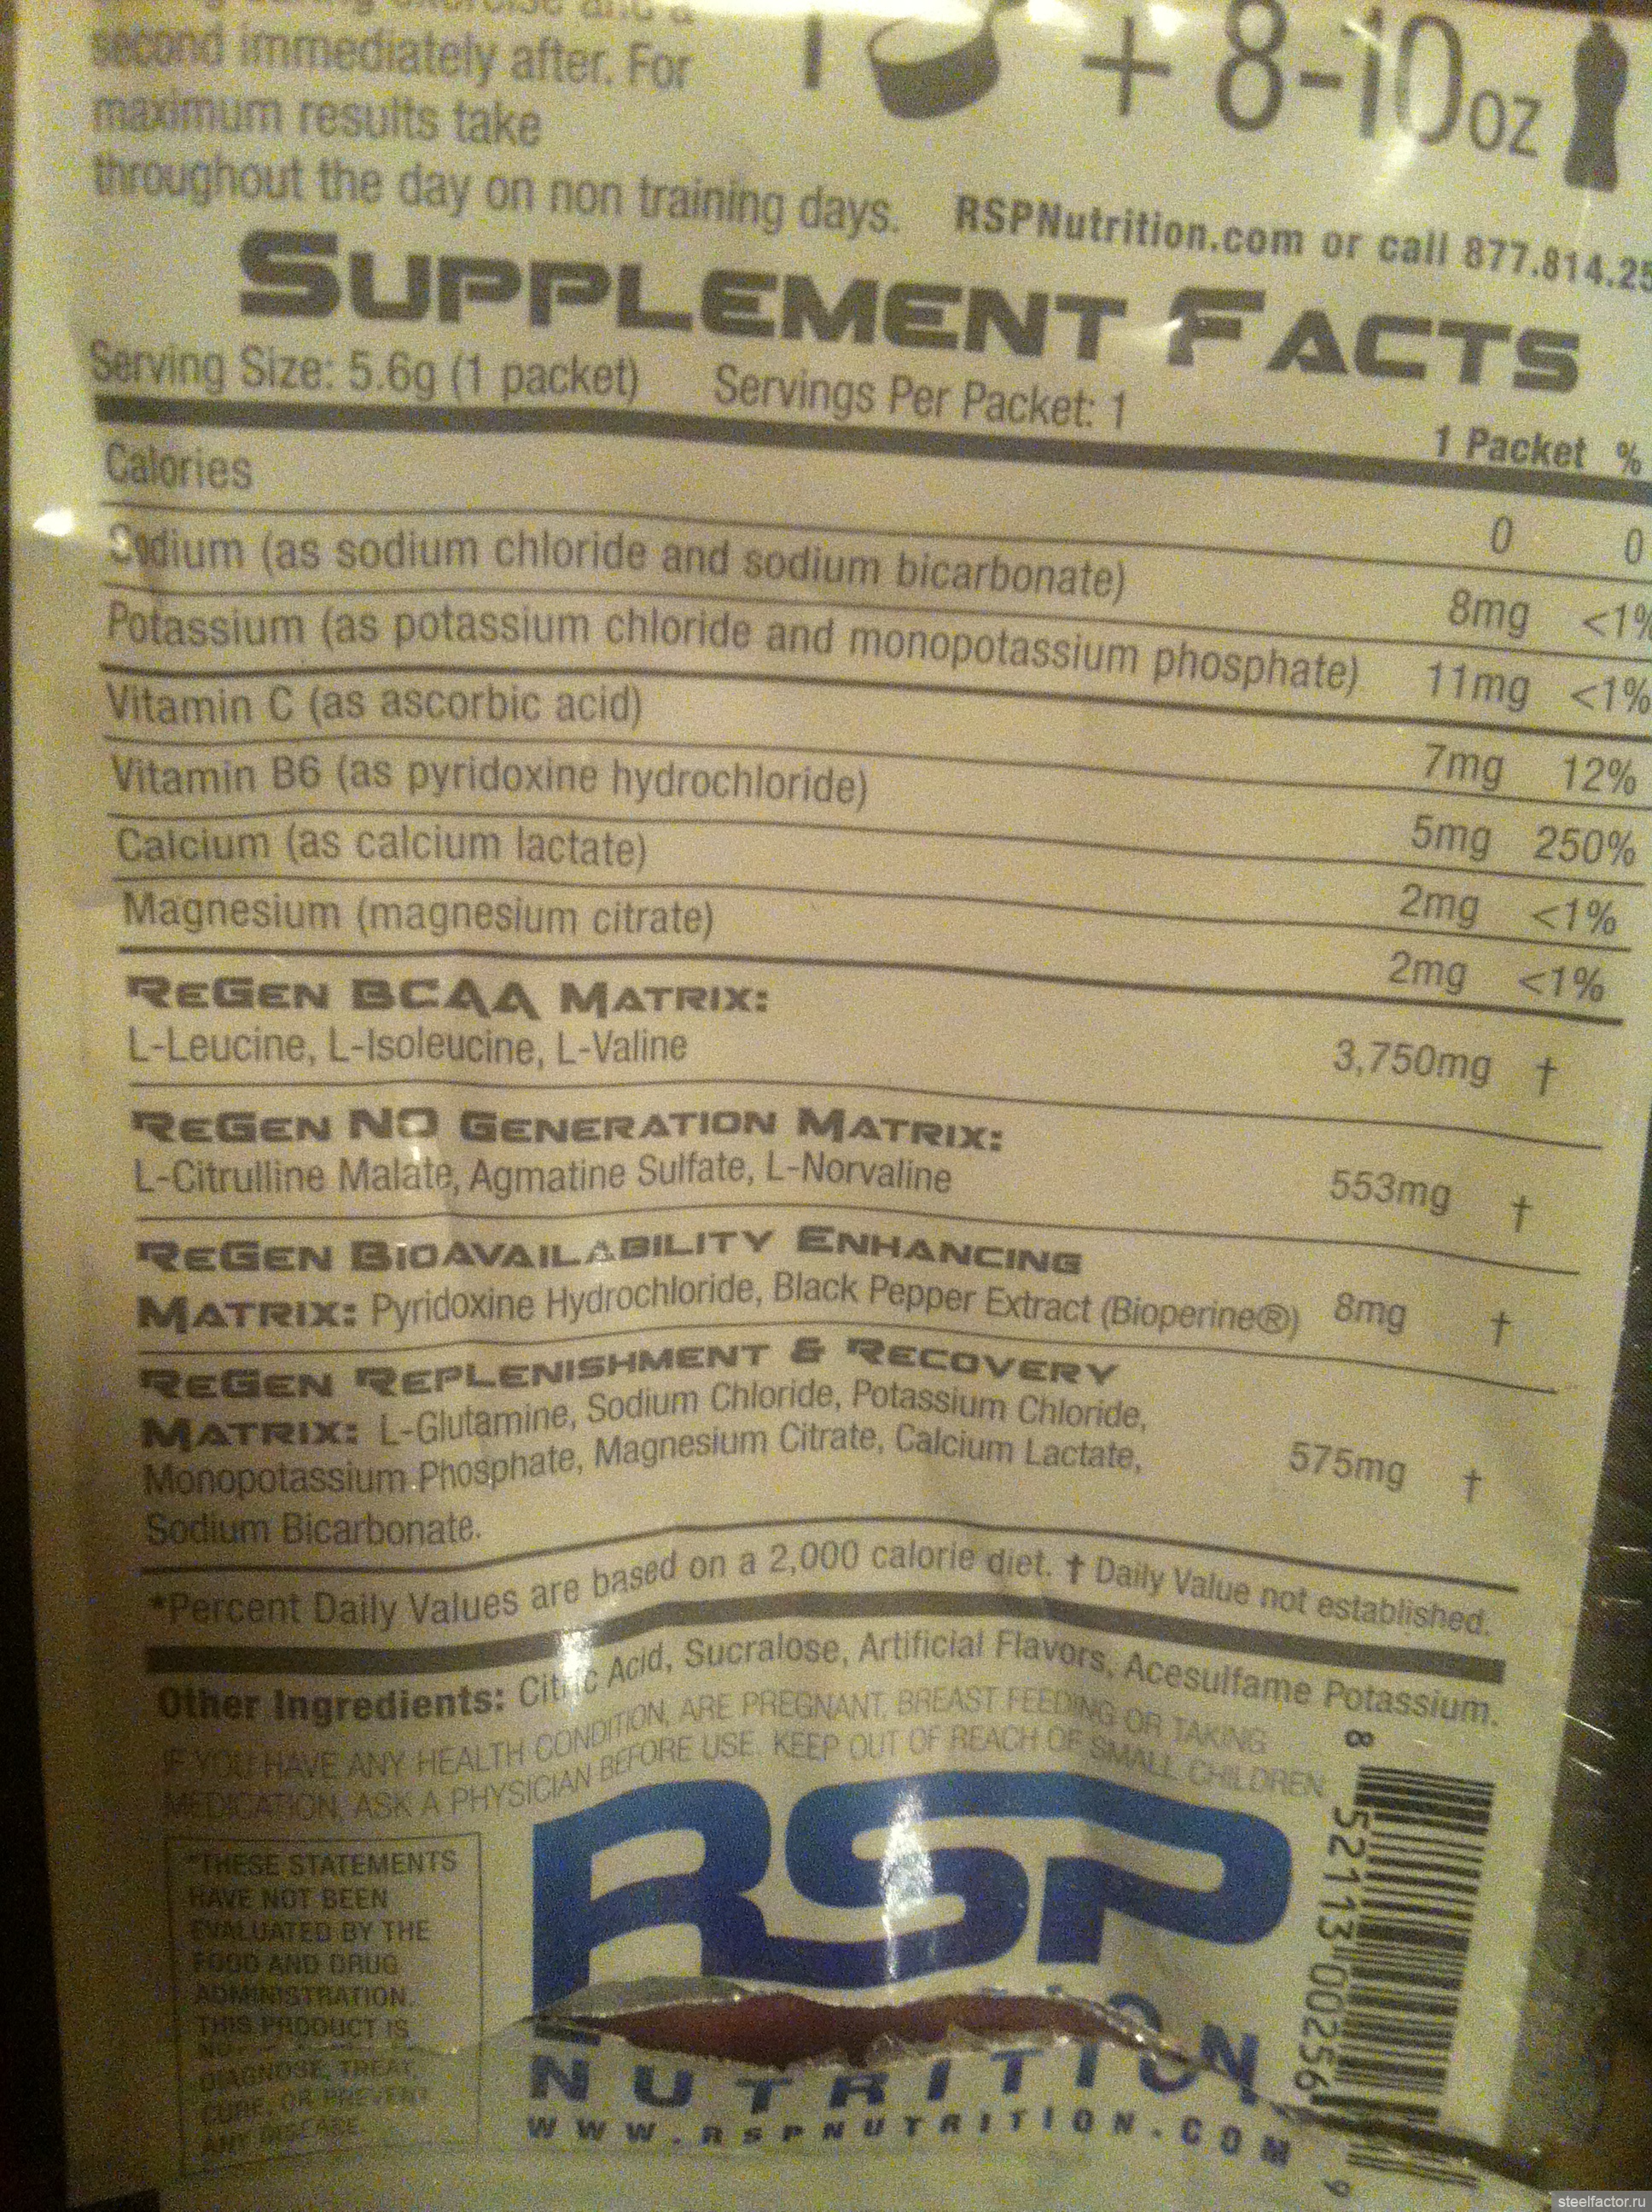 second immediately after. For
maximum results take
throughout the day on non training days.
1 + 8-10oz
RSPNutrition.com or call 877.814.25
SUPPLEMENT FACTS
Serving Size: 5.6g (1 packet) Servings Per Packet: 1
1 Packet %
Calories 0 0
Sodium (as sodium chloride and sodium bicarbonate) 8mg <1%
Potassium (as potassium chloride and monopotassium phosphate) 11mg <1%
Vitamin C (as ascorbic acid) 7mg 12%
Vitamin B6 (as pyridoxine hydrochloride) 5mg 250%
Calcium (as calcium lactate) 2mg <1%
Magnesium (magnesium citrate) 2mg <1%
REGEN BCAA MATRIX:
L-Leucine, L-Isoleucine, L-Valine 3,750mg †
REGEN NO GENERATION MATRIX:
L-Citrulline Malate, Agmatine Sulfate, L-Norvaline 553mg †
REGEN BIOAVAILABILITY ENHANCING
MATRIX: Pyridoxine Hydrochloride, Black Pepper Extract (Bioperine®) 8mg †
REGEN REPLENISHMENT & RECOVERY
MATRIX: L-Glutamine, Sodium Chloride, Potassium Chloride,
Monopotassium Phosphate, Magnesium Citrate, Calcium Lactate, 575mg †
Sodium Bicarbonate.
*Percent Daily Values are based on a 2,000 calorie diet. † Daily Value not established.
Other Ingredients: Citric Acid, Sucralose, Artificial Flavors, Acesulfame Potassium.
IF YOU HAVE ANY HEALTH CONDITION, ARE PREGNANT, BREAST FEEDING OR TAKING
MEDICATION, ASK A PHYSICIAN BEFORE USE. KEEP OUT OF REACH OF SMALL CHILDREN
*THESE STATEMENTS
HAVE NOT BEEN
EVALUATED BY THE
FOOD AND DRUG
ADMINISTRATION.
THIS PRODUCT IS
DIAGNOSE, TREAT,
CURE, OR PREVENT
ANY DISEASE.
RSP
NUTRITION
WWW.RSPNUTRITION.COM
8 52113 00256 9
steelfactor.ru